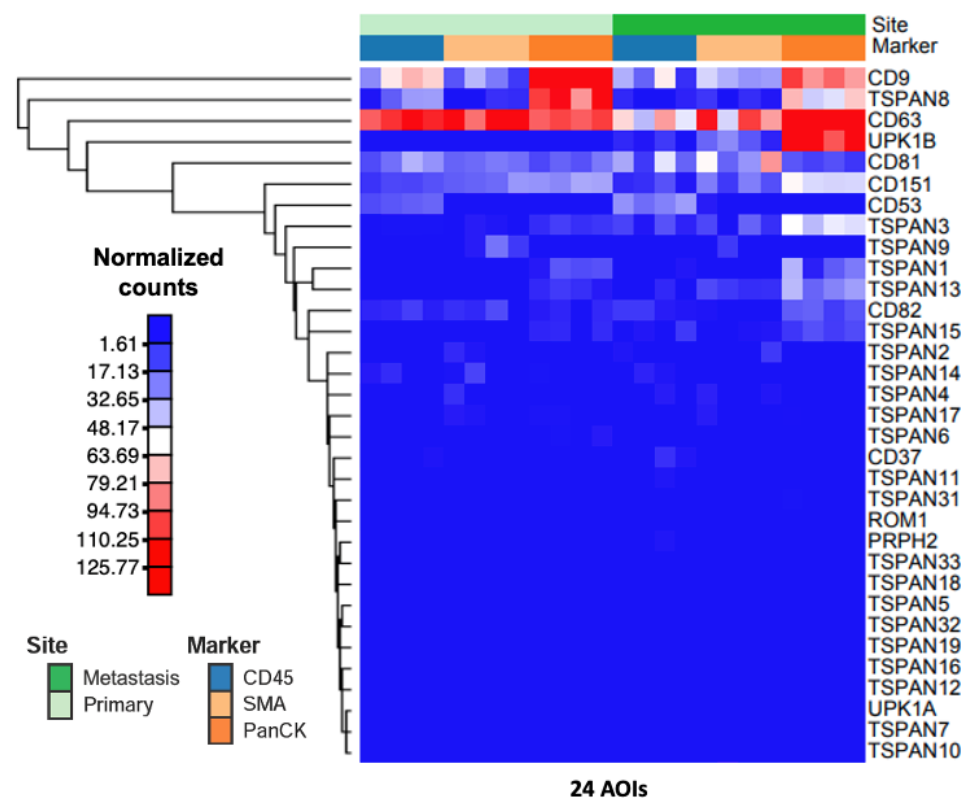 Site
Marker
CD9
TSPAN8
CD63
UPK1B
CD81
CD151
CD53
TSPAN3
TSPAN9
TSPAN1
TSPAN13
CD82
TSPAN15
TSPAN2
TSPAN14
TSPAN4
TSPAN17
TSPAN6
CD37
TSPAN11
TSPAN31
ROM1
PRPH2
TSPAN33
TSPAN18
TSPAN5
TSPAN32
TSPAN19
TSPAN16
TSPAN12
UPK1A
TSPAN7
TSPAN10
Normalized
counts
1.61
17.13
32.65
48.17
63.69
79.21
94.73
110.25
125.77
Site
Metastasis
Primary
Marker
CD45
SMA
PanCK
24 AOIs